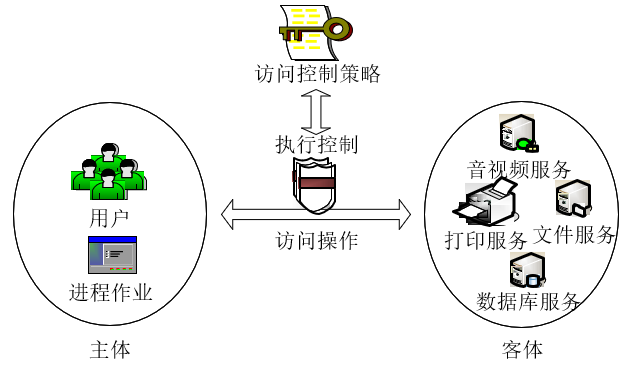 访问控制策略
执行控制
访问操作
用户
进程作业
主体
音视频服务
打印服务
文件服务
数据库服务
客体